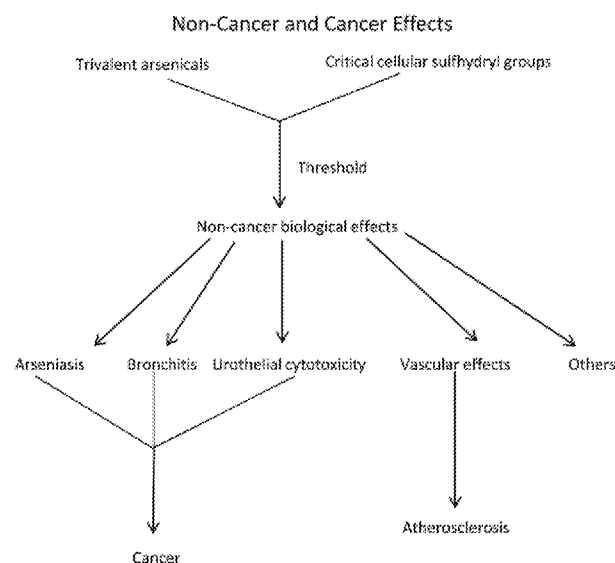 Non-Cancer and Cancer Effects
Trivalent arsenicals
Critical cellular sulfhydryl groups
Threshold
Non-cancer biological effects
Arseniasis
Bronchitis
Urothelial cytotoxicity
Vascular effects
Others
Atherosclerosis
Cancer